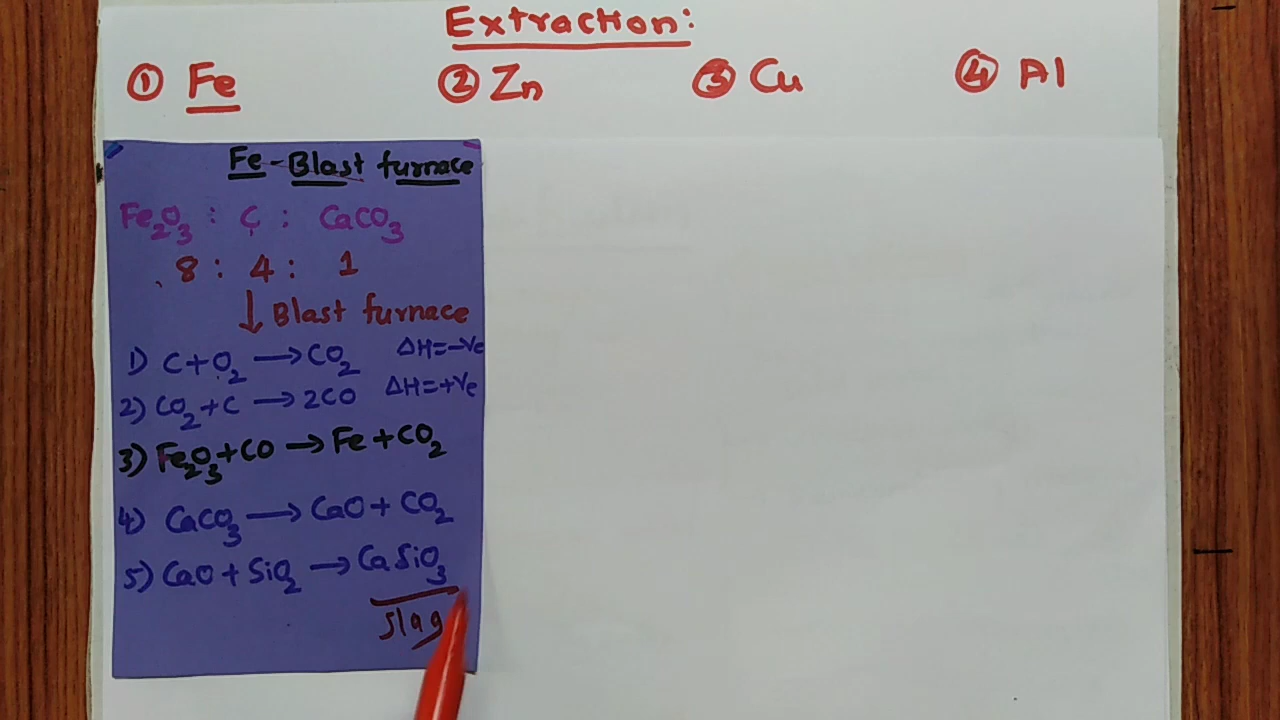 Extraction:
① Fe ② Zn ③ Cu ④ Al
Fe - Blast furnace
Fe₂O₃ : C : CaCO₃
8 : 4 : 1
↓ Blast furnace
1) C + O₂ → CO₂ ΔH = -ve
2) CO₂ + C → 2CO ΔH = +ve
3) Fe₂O₃ + CO → Fe + CO₂
4) CaCO₃ → CaO + CO₂
5) CaO + SiO₂ → CaSiO₃
slag